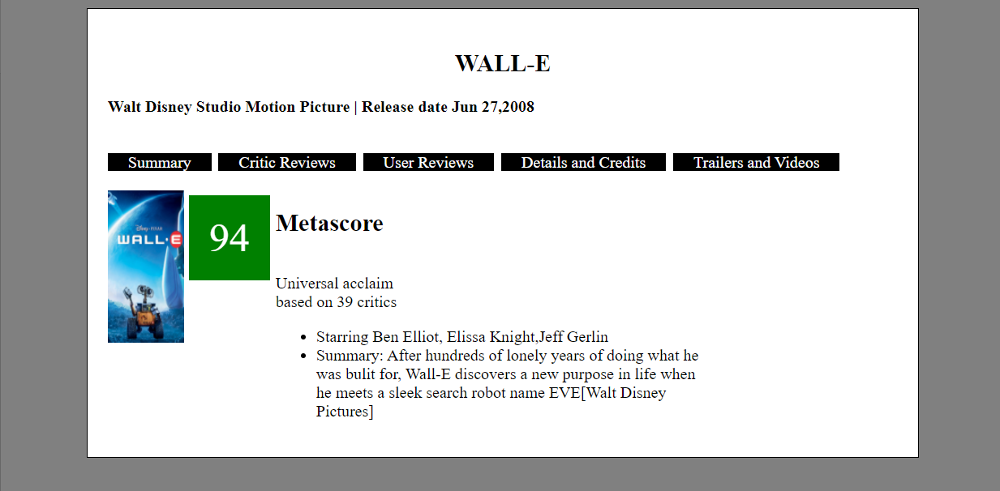 WALL-E
Walt Disney Studio Motion Picture | Release date Jun 27,2008
Summary Critic Reviews User Reviews Details and Credits Trailers and Videos
Disney·PIXAR
WALL·E
94
Metascore
Universal acclaim
based on 39 critics
Starring Ben Elliot, Elissa Knight,Jeff Gerlin
Summary: After hundreds of lonely years of doing what he
was bulit for, Wall-E discovers a new purpose in life when
he meets a sleek search robot name EVE[Walt Disney
Pictures]